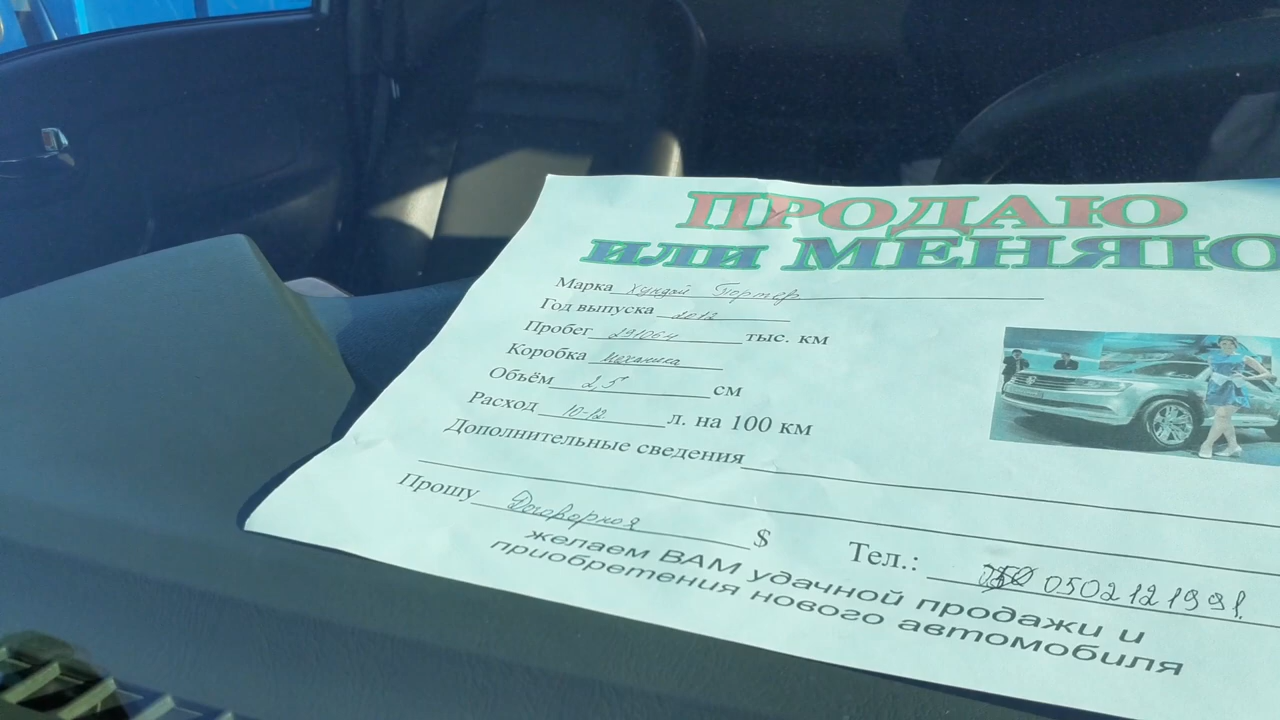 ПРОДАЮ
или МЕНЯЮ
Марка Хундай Портер
Год выпуска 2012
Пробег 291064 тыс. км
Коробка Механика
Объём 2,5 см
Расход 10-12 л. на 100 км
Дополнительные сведения
Прошу Договорная $
Тел.: 0502121991
желаем ВАМ удачной продажи и
приобретения нового автомобиля